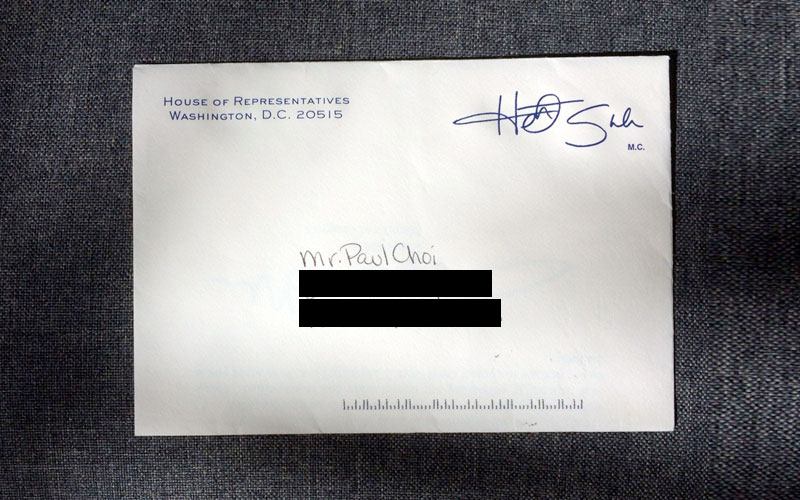 House of Representatives
Washington, D.C. 20515
M.C.
Mr. Paul Choi